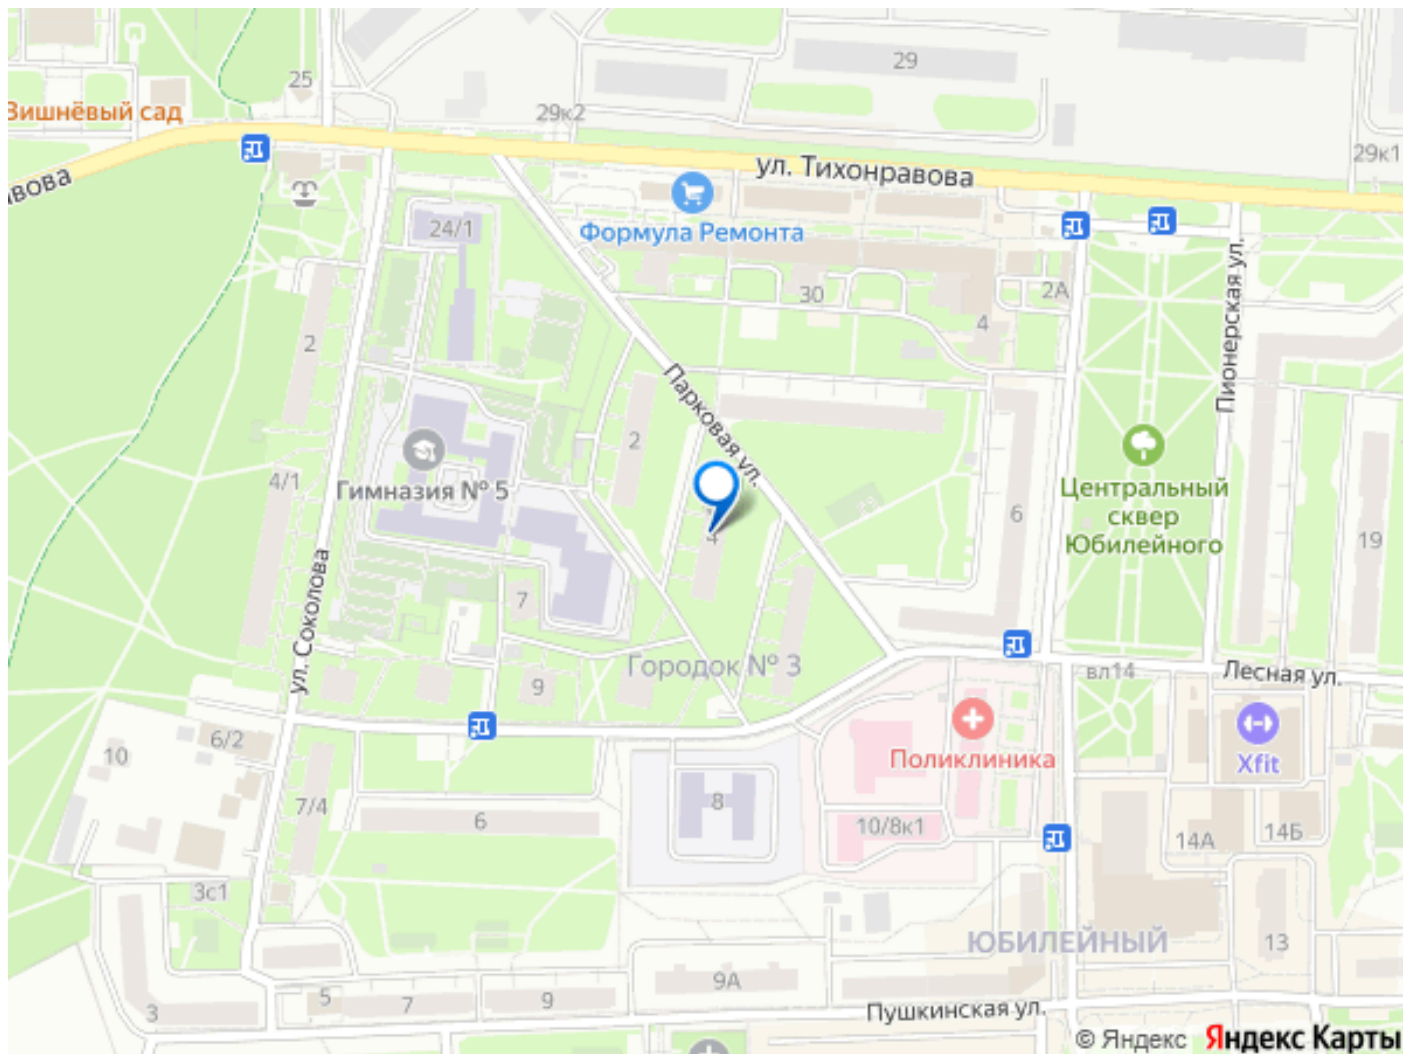 29
25
29к2
Вишнёвый сад
29к1
ул. Тихонравова
авова
24/1
Формула Ремонта
Пионерская ул.
30
2А
4
2
Парковая ул.
2
Гимназия № 5
4/1
Центральный
сквер
Юбилейного
6
19
4
ул. Соколова
7
Городок № 3
9
вл14
Лесная ул.
6/2
10
Поликлиника
Xfit
7/4
6
8
10/8к1
14А
14Б
3с1
ЮБИЛЕЙНЫЙ
13
9А
5
7
9
3
Пушкинская ул.
© Яндекс Яндекс Карты